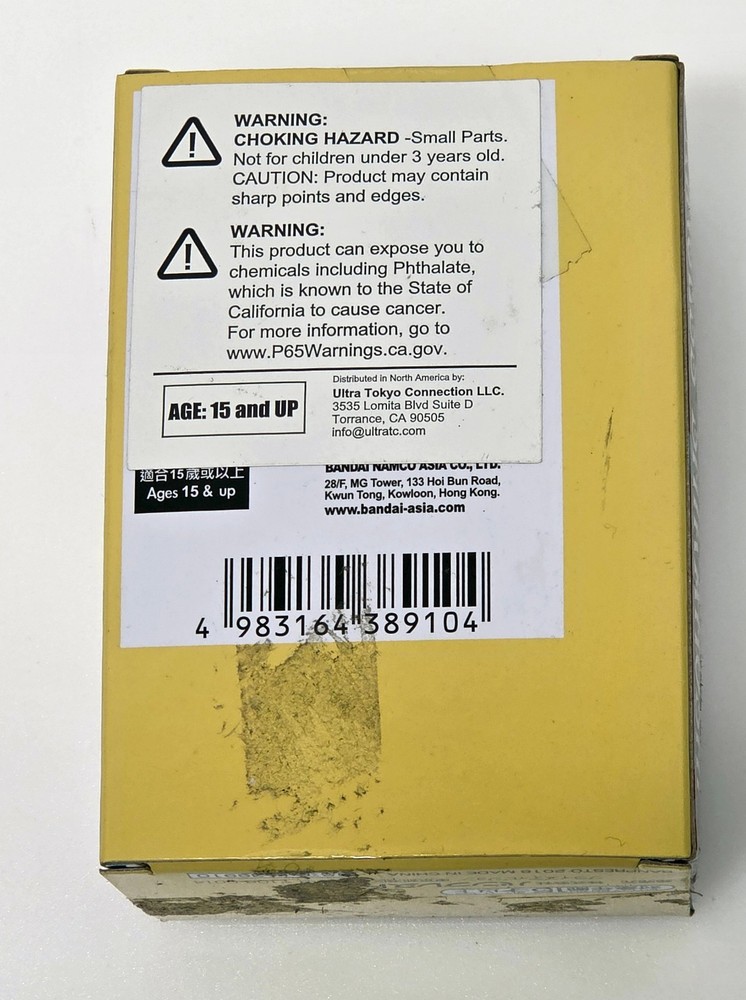 WARNING:
CHOKING HAZARD -Small Parts.
Not for children under 3 years old.
CAUTION: Product may contain
sharp points and edges.
WARNING:
This product can expose you to
chemicals including Phthalate,
which is known to the State of
California to cause cancer.
For more information, go to
www.P65Warnings.ca.gov.
AGE: 15 and UP
Distributed in North America by:
Ultra Tokyo Connection LLC.
3535 Lomita Blvd Suite D
Torrance, CA 90505
info@ultratc.com
適合15歲或以上
Ages 15 & up
BANDAI NAMCO ASIA CO., LTD.
28/F, MG Tower, 133 Hoi Bun Road,
Kwun Tong, Kowloon, Hong Kong.
www.bandai-asia.com
4 983164 389104
BANPRESTO 2018 MADE IN CHINA